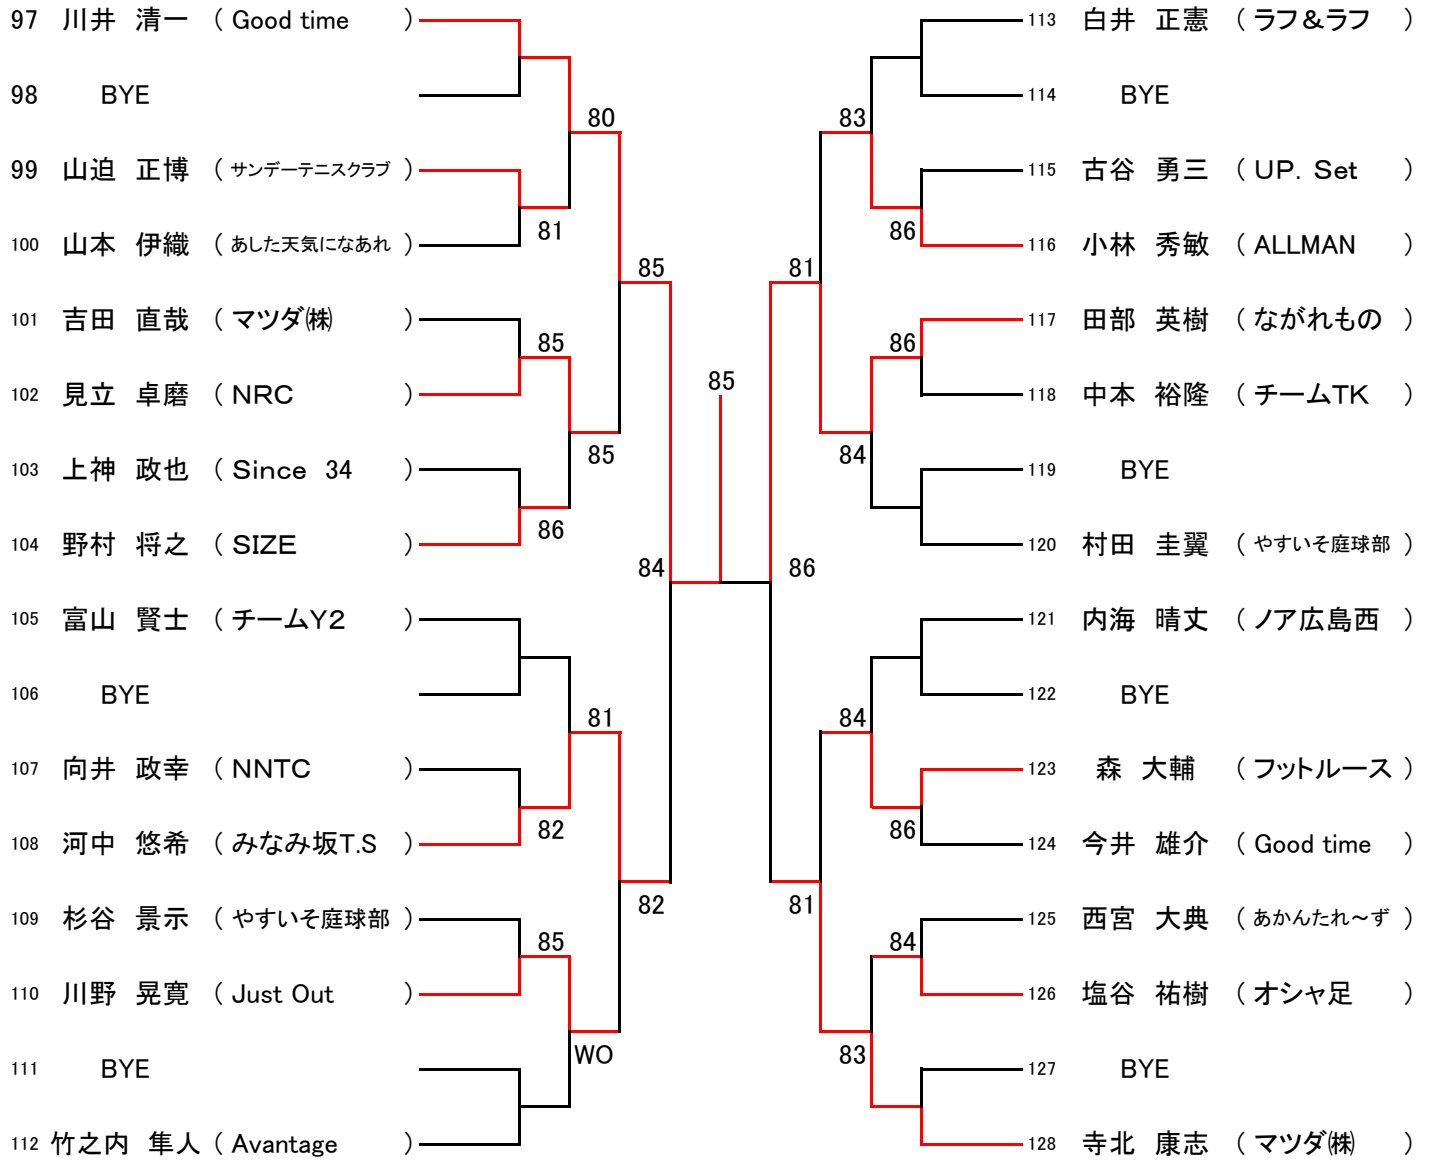 97 川井 清一 ( Good time )
98 BYE
80
99 山迫 正博 ( サンデーテニスクラブ )
81
100 山本 伊織 ( あした天気になあれ )
85
101 吉田 直哉 ( マツダ㈱ )
85
102 見立 卓磨 ( NRC )
85
103 上神 政也 ( Since 34 )
86
104 野村 将之 ( SIZE )
84
105 富山 賢士 ( チームY2 )
106 BYE
81
107 向井 政幸 ( NNTC )
82
108 河中 悠希 ( みなみ坂T.S )
82
109 杉谷 景示 ( やすいそ庭球部 )
85
110 川野 晃寛 ( Just Out )
WO
111 BYE
112 竹之内 隼人 ( Avantage )
85
113 白井 正憲 ( ラフ&ラフ )
114 BYE
83
115 古谷 勇三 ( UP. Set )
86
116 小林 秀敏 ( ALLMAN )
81
117 田部 英樹 ( ながれもの )
86
118 中本 裕隆 ( チームTK )
84
119 BYE
120 村田 圭翼 ( やすいそ庭球部 )
86
121 内海 晴丈 ( ノア広島西 )
122 BYE
84
123 森 大輔 ( フットルース )
86
124 今井 雄介 ( Good time )
81
125 西宮 大典 ( あかんたれ～ず )
84
126 塩谷 祐樹 ( オシャ足 )
83
127 BYE
128 寺北 康志 ( マツダ㈱ )